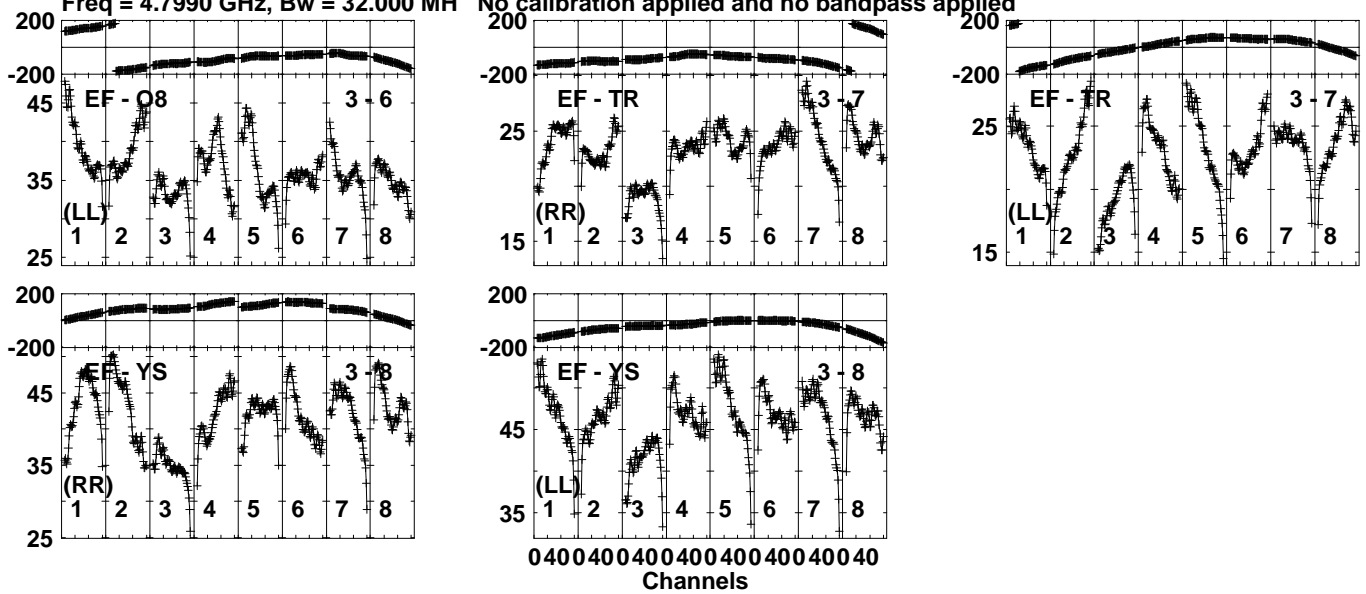 Freq = 4.7990 GHz, Bw = 32.000 MH No calibration applied and no bandpass applied
200
-200
45
35
25
EF - O8
3 - 6
(LL)
1 2 3 4 5 6 7 8
200
-200
25
15
EF - TR
3 - 7
(RR)
1 2 3 4 5 6 7 8
200
-200
25
15
EF - TR
3 - 7
(LL)
1 2 3 4 5 6 7 8
200
-200
45
35
25
EF - YS
3 - 8
(RR)
1 2 3 4 5 6 7 8
200
-200
45
35
EF - YS
3 - 8
(LL)
1 2 3 4 5 6 7 8
0 40 0 40 0 40 0 40 0 40 0 40 0 40 0 40
Channels